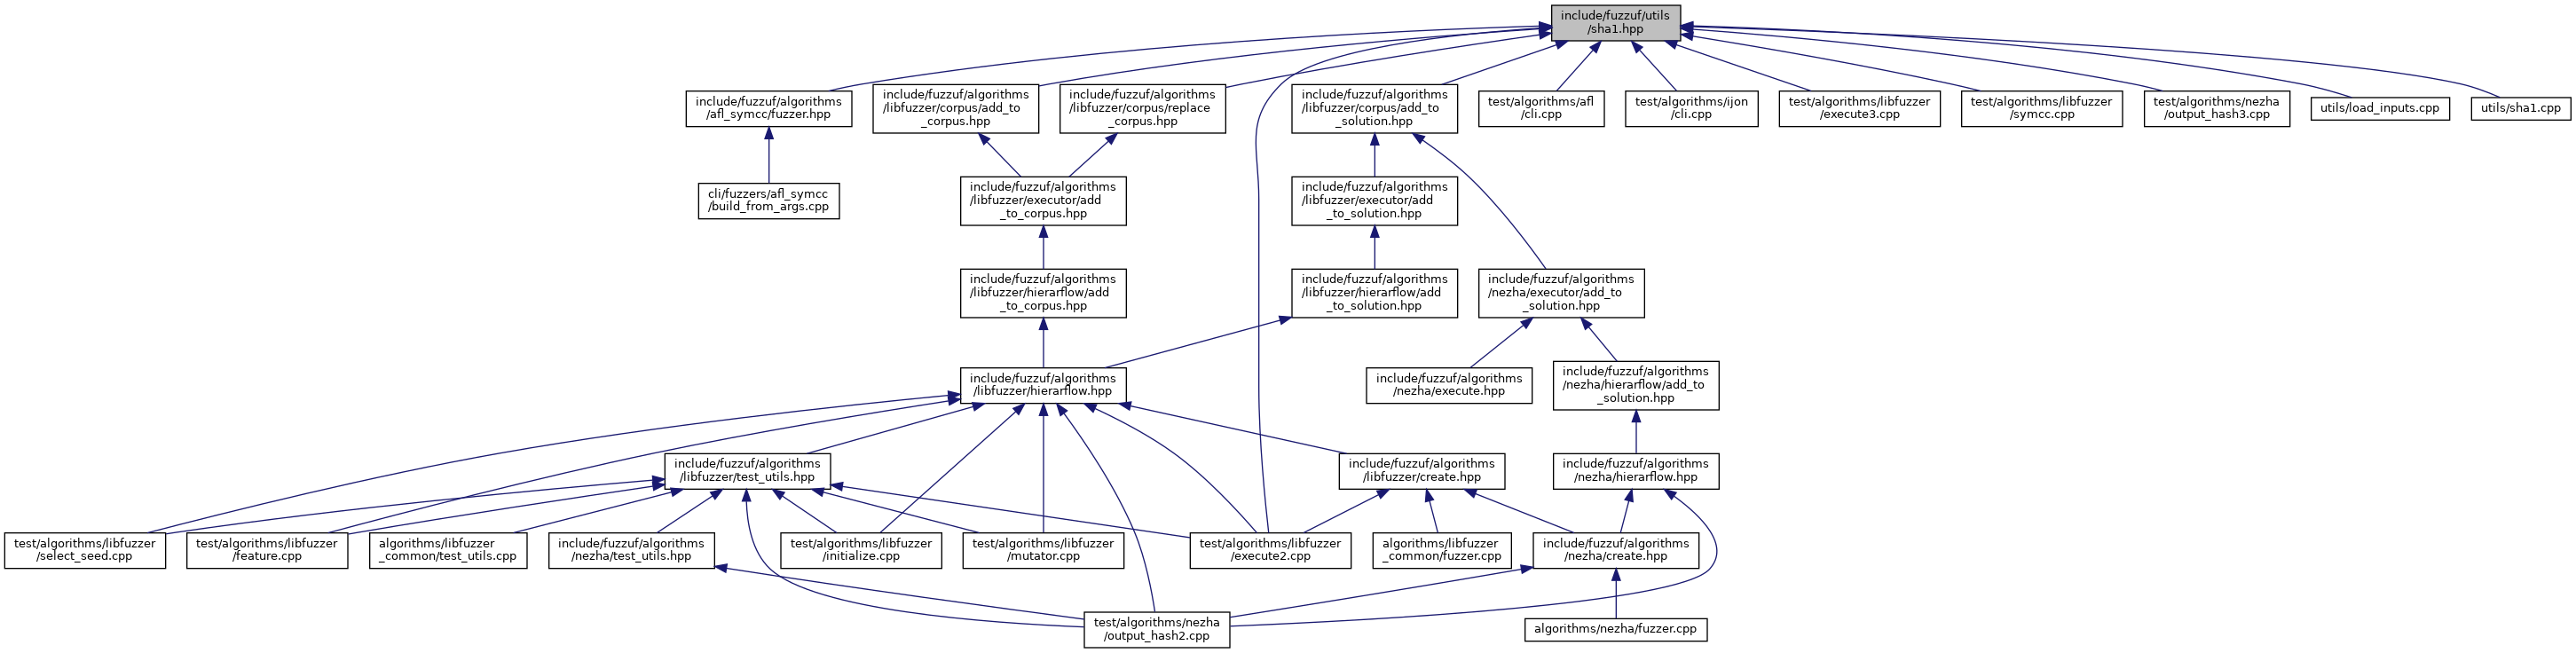 include/fuzzuf/utils
/sha1.hpp
include/fuzzuf/algorithms
/afl_symcc/fuzzer.hpp
include/fuzzuf/algorithms
/libfuzzer/corpus/add_to
_corpus.hpp
include/fuzzuf/algorithms
/libfuzzer/corpus/replace
_corpus.hpp
include/fuzzuf/algorithms
/libfuzzer/corpus/add_to
_solution.hpp
test/algorithms/afl
/cli.cpp
test/algorithms/ijon
/cli.cpp
test/algorithms/libfuzzer
/execute3.cpp
test/algorithms/libfuzzer
/symcc.cpp
test/algorithms/nezha
/output_hash3.cpp
utils/load_inputs.cpp
utils/sha1.cpp
cli/fuzzers/afl_symcc
/build_from_args.cpp
include/fuzzuf/algorithms
/libfuzzer/executor/add
_to_corpus.hpp
include/fuzzuf/algorithms
/libfuzzer/executor/add
_to_solution.hpp
include/fuzzuf/algorithms
/libfuzzer/hierarflow/add
_to_corpus.hpp
include/fuzzuf/algorithms
/libfuzzer/hierarflow/add
_to_solution.hpp
include/fuzzuf/algorithms
/nezha/executor/add_to
_solution.hpp
include/fuzzuf/algorithms
/libfuzzer/hierarflow.hpp
include/fuzzuf/algorithms
/nezha/execute.hpp
include/fuzzuf/algorithms
/nezha/hierarflow/add_to
_solution.hpp
include/fuzzuf/algorithms
/libfuzzer/test_utils.hpp
include/fuzzuf/algorithms
/libfuzzer/create.hpp
include/fuzzuf/algorithms
/nezha/hierarflow.hpp
test/algorithms/libfuzzer
/select_seed.cpp
test/algorithms/libfuzzer
/feature.cpp
algorithms/libfuzzer
_common/test_utils.cpp
include/fuzzuf/algorithms
/nezha/test_utils.hpp
test/algorithms/libfuzzer
/initialize.cpp
test/algorithms/libfuzzer
/mutator.cpp
test/algorithms/libfuzzer
/execute2.cpp
algorithms/libfuzzer
_common/fuzzer.cpp
include/fuzzuf/algorithms
/nezha/create.hpp
test/algorithms/nezha
/output_hash2.cpp
algorithms/nezha/fuzzer.cpp